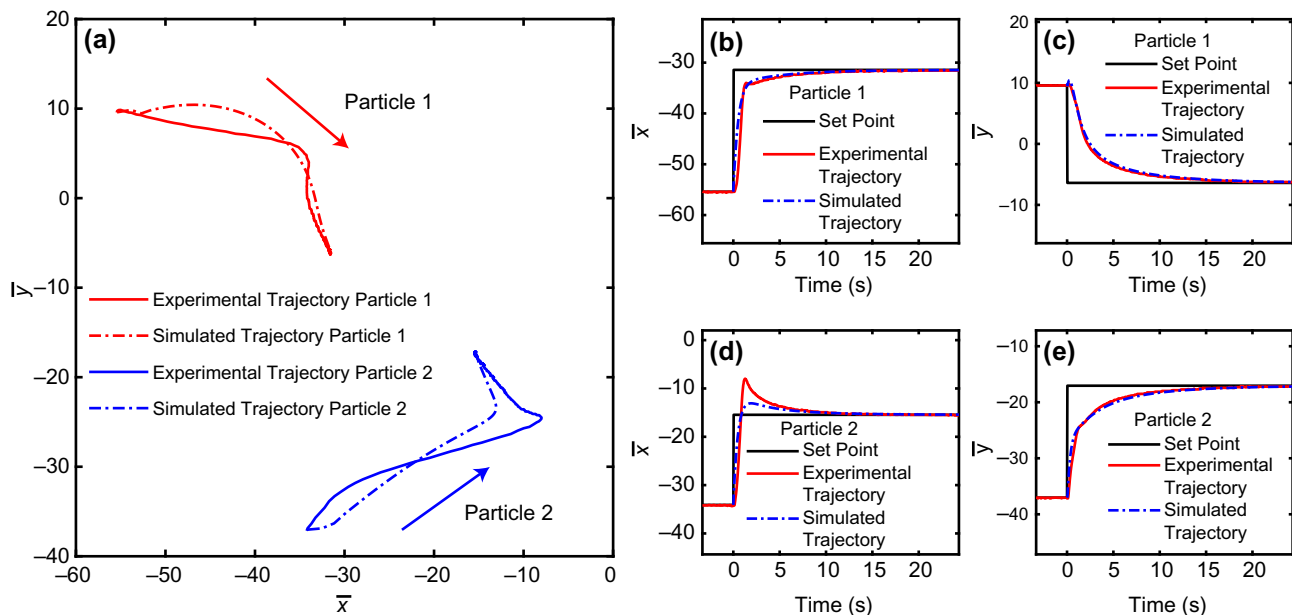 (a)
20
10
0
–10
–20
–30
–40
y
–60
–50
–40
–30
–20
–10
0
x
Particle 1
Experimental Trajectory Particle 1
Simulated Trajectory Particle 1
Experimental Trajectory Particle 2
Simulated Trajectory Particle 2
Particle 2
(b)
–30
–40
–50
–60
x
Particle 1
Set Point
Experimental
Trajectory
Simulated
Trajectory
0 5 10 15 20
Time (s)
(c)
20
10
0
–10
y
Particle 1
Set Point
Experimental
Trajectory
Simulated
Trajectory
0 5 10 15 20
Time (s)
(d)
0
–10
–20
–30
–40
x
Particle 2
Set Point
Experimental
Trajectory
Simulated
Trajectory
0 5 10 15 20
Time (s)
(e)
–10
–20
–30
–40
y
Particle 2
Set Point
Experimental
Trajectory
Simulated
Trajectory
0 5 10 15 20
Time (s)